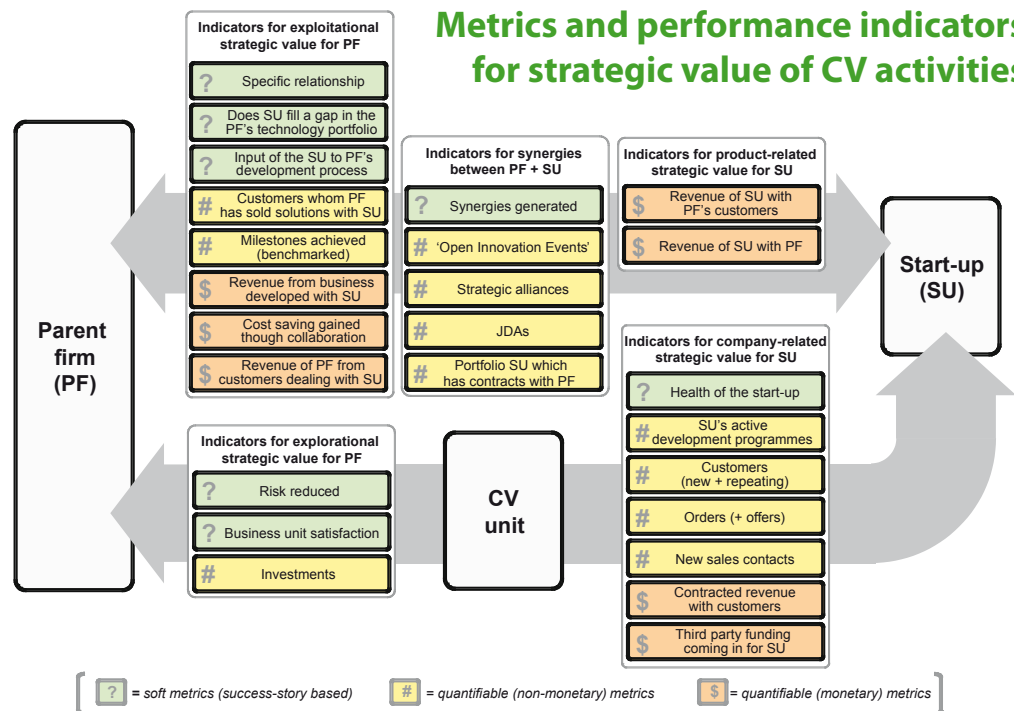 Metrics and performance indicators
for strategic value of CV activities
Indicators for exploitational
strategic value for PF
? Specific relationship
? Does SU fill a gap in the
PF's technology portfolio
? Input of the SU to PF's
development process
# Customers whom PF
has sold solutions with SU
# Milestones achieved
(benchmarked)
$ Revenue from business
developed with SU
$ Cost saving gained
though collaboration
$ Revenue of PF from
customers dealing with SU
Indicators for synergies
between PF + SU
? Synergies generated
# ‘Open Innovation Events’
# Strategic alliances
# JDAs
# Portfolio SU which
has contracts with PF
Indicators for product-related
strategic value for SU
$ Revenue of SU with
PF's customers
$ Revenue of SU with PF
Parent
firm
(PF)
Start-up
(SU)
Indicators for explorational
strategic value for PF
? Risk reduced
? Business unit satisfaction
# Investments
CV
unit
Indicators for company-related
strategic value for SU
? Health of the start-up
# SU's active
development programmes
# Customers
(new + repeating)
# Orders (+ offers)
# New sales contacts
$ Contracted revenue
with customers
$ Third party funding
coming in for SU
? = soft metrics (success-story based)
# = quantifiable (non-monetary) metrics
$ = quantifiable (monetary) metrics